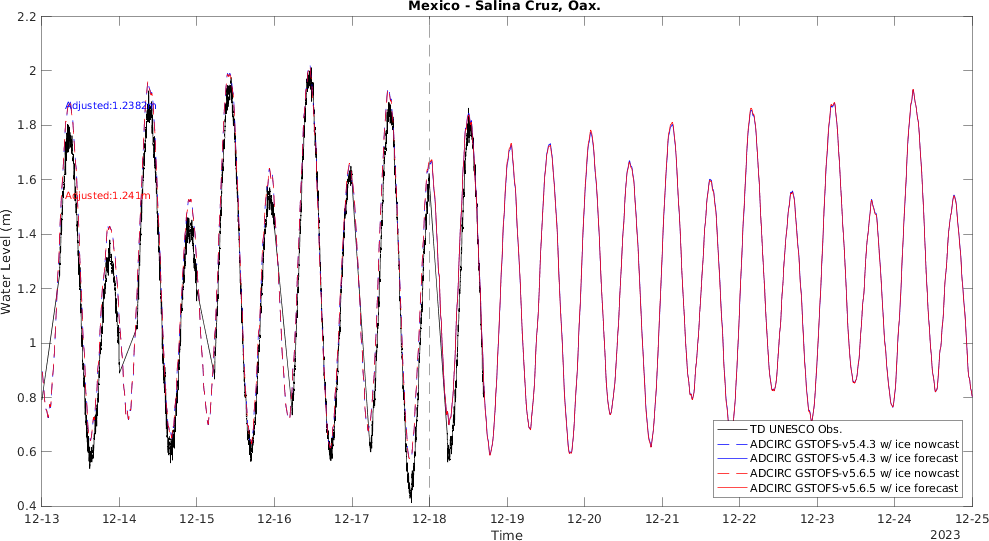 Mexico - Salina Cruz, Oax.
2.2
2
1.8
1.6
1.4
1.2
1
0.8
0.6
0.4
Water Level (m)
Adjusted:1.2382m
Adjusted:1.241m
TD UNESCO Obs.
ADCIRC GSTOFS-v5.4.3 w/ ice nowcast
ADCIRC GSTOFS-v5.4.3 w/ ice forecast
ADCIRC GSTOFS-v5.6.5 w/ ice nowcast
ADCIRC GSTOFS-v5.6.5 w/ ice forecast
12-13 12-14 12-15 12-16 12-17 12-18 12-19 12-20 12-21 12-22 12-23 12-24 12-25
Time
2023